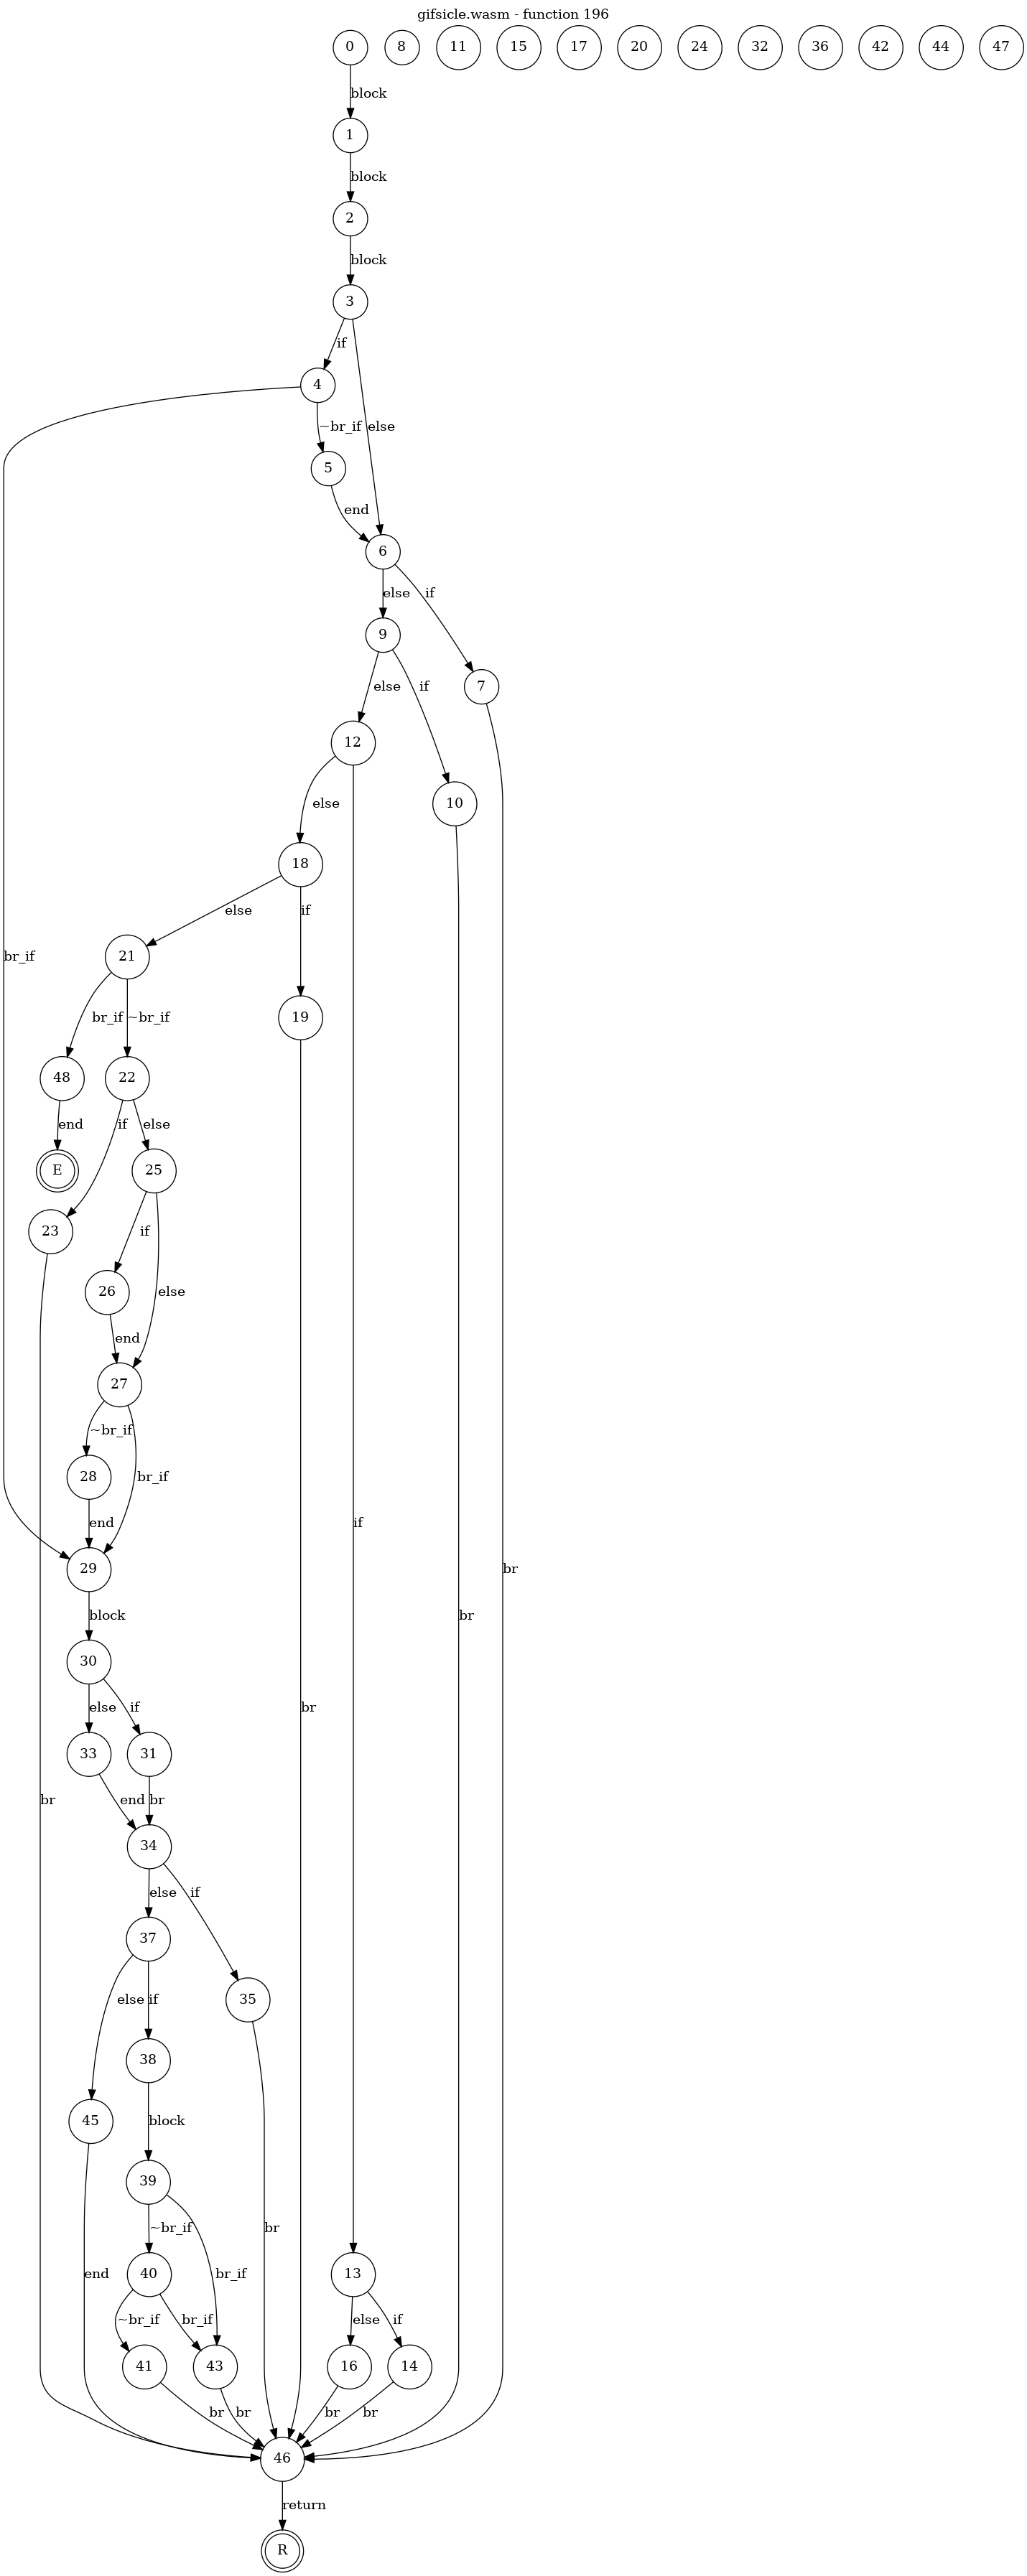 gifsicle.wasm - function 196
0 8 11 15 17 20 24 32 36 42 44 47
block
1
block
2
block
3
if
4
~br_if else
5
end
6
else if
9
7
else if
12
10
else
18
else if
21
br_if ~br_if
19
48 22
end if else
E 25
23
if
26 else
end
27
~br_if
28 br_if
end
29
br_if
if
br
br
block
30
else if
br
33 31
br end br
34
else if
37
35
else if
38
45
block
39
~br_if
br
end 40 br_if 13
~br_if br_if else if
41 43 16 14
br br br br
46
return
R